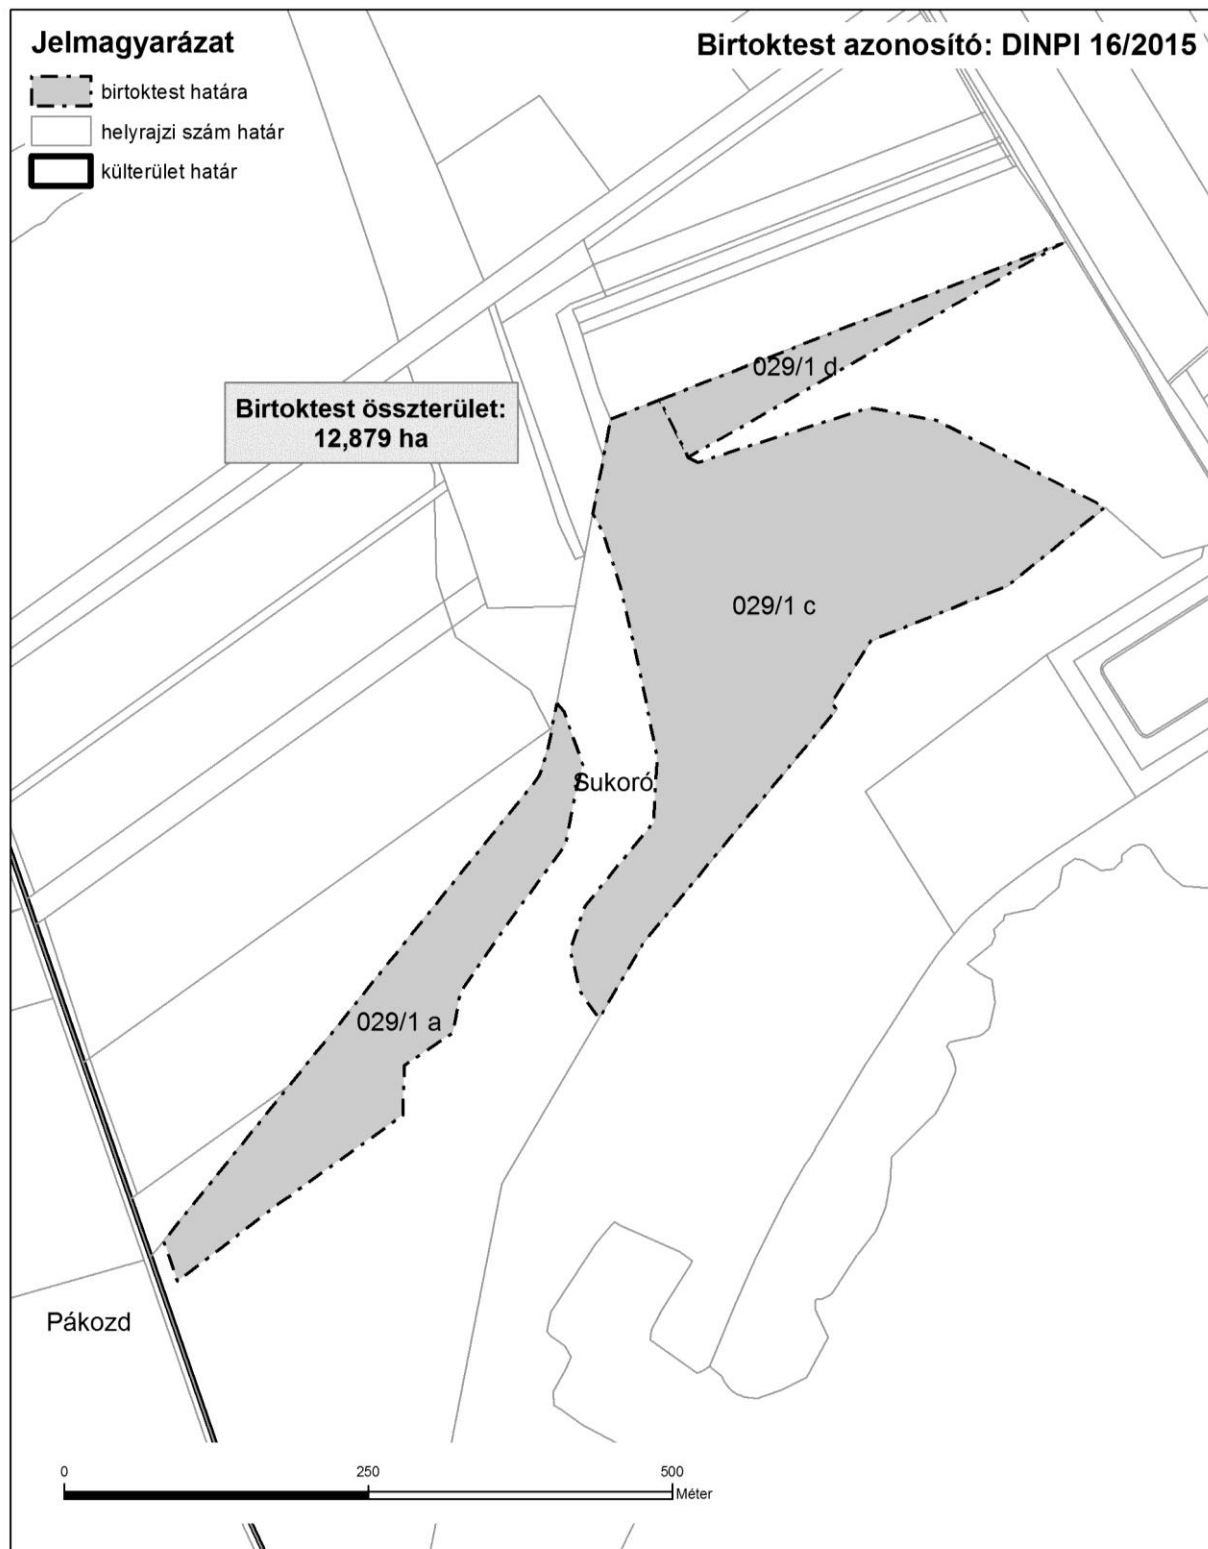 Jelmagyarázat
birtoktest határa
helyrajzi szám határ
külterület határ
Birtoktest azonosító: DINPI 16/2015
029/1 d
Birtoktest összterület:
12,879 ha
029/1 c
Sukoró
029/1 a
Pákozd
0 250 500
Méter